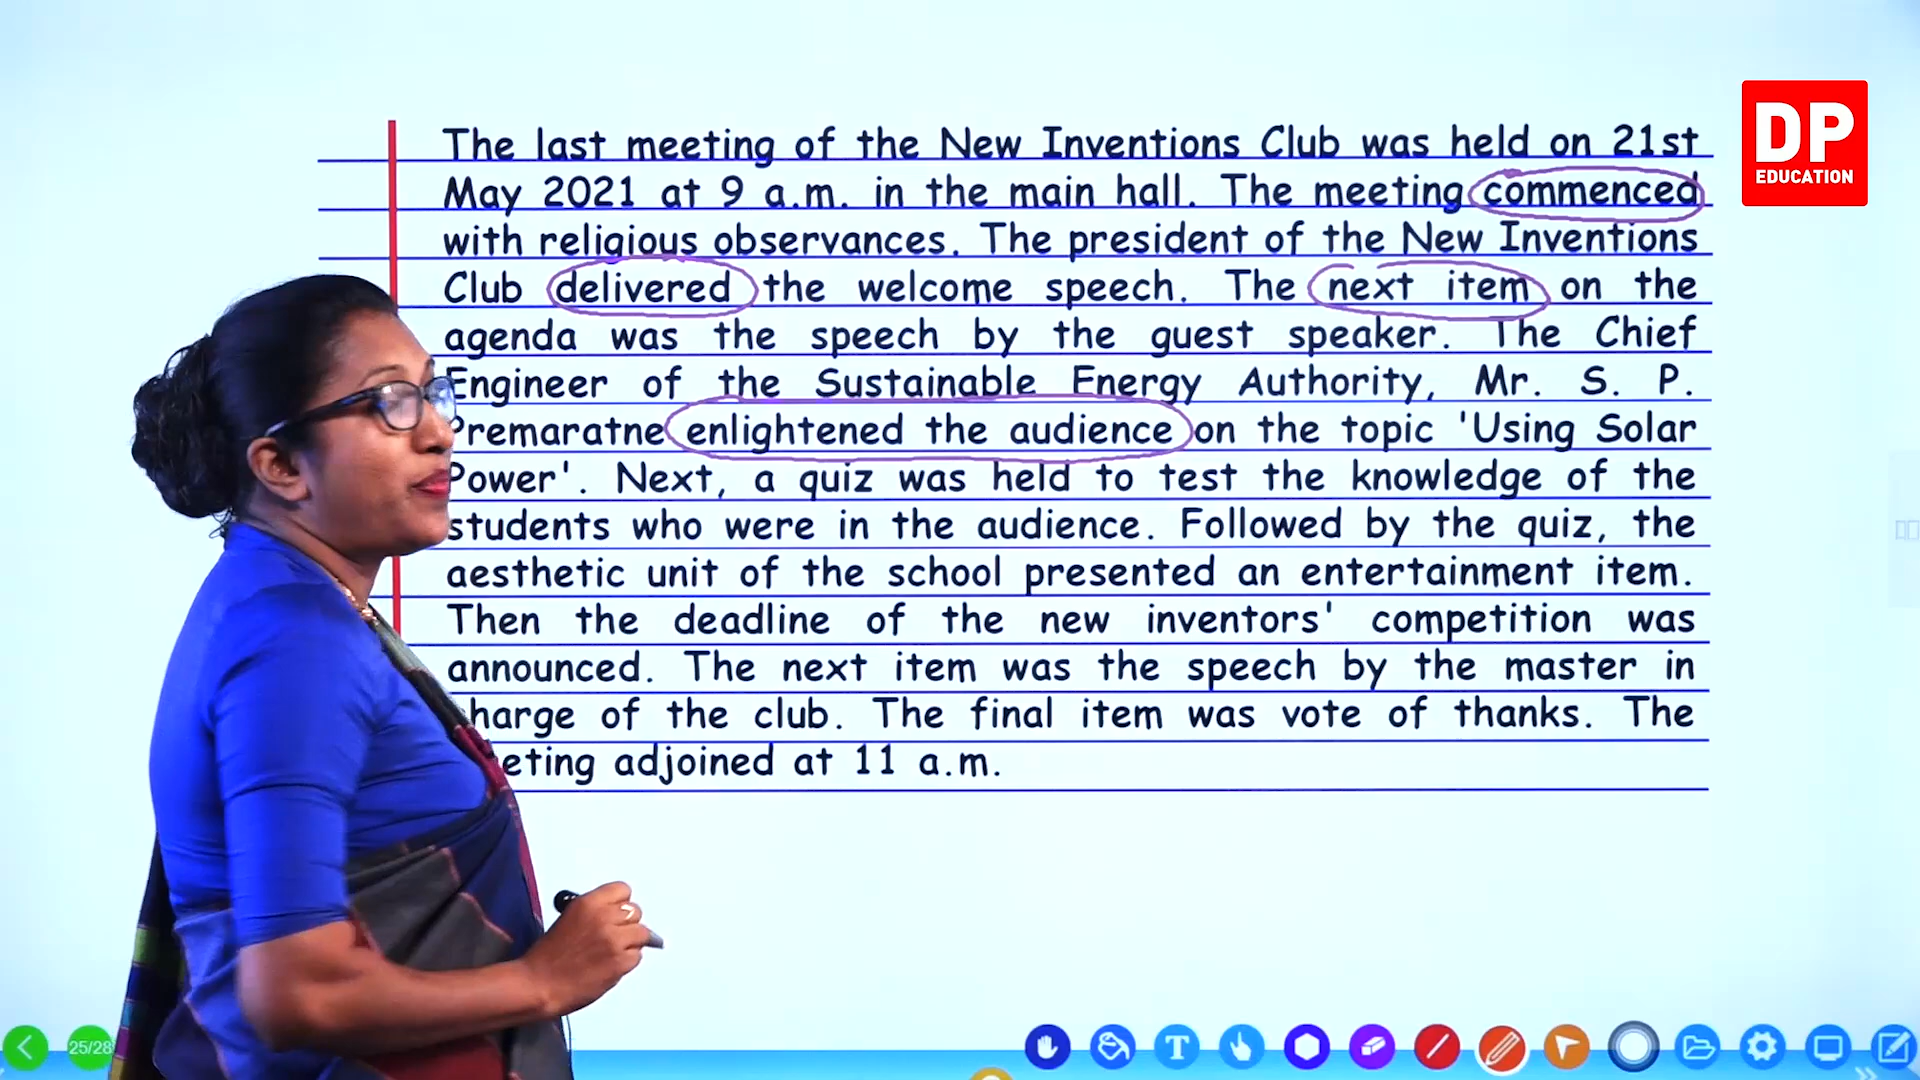 DP
EDUCATION
The last meeting of the New Inventions Club was held on 21st
May 2021 at 9 a.m. in the main hall. The meeting commenced
with religious observances. The president of the New Inventions
Club delivered the welcome speech. The next item on the
agenda was the speech by the guest speaker. The Chief
Engineer of the Sustainable Energy Authority, Mr. S. P.
Premaratne enlightened the audience on the topic 'Using Solar
Power'. Next, a quiz was held to test the knowledge of the
students who were in the audience. Followed by the quiz, the
aesthetic unit of the school presented an entertainment item.
Then the deadline of the new inventors' competition was
announced. The next item was the speech by the master in
charge of the club. The final item was vote of thanks. The
meeting adjoined at 11 a.m.
25/28